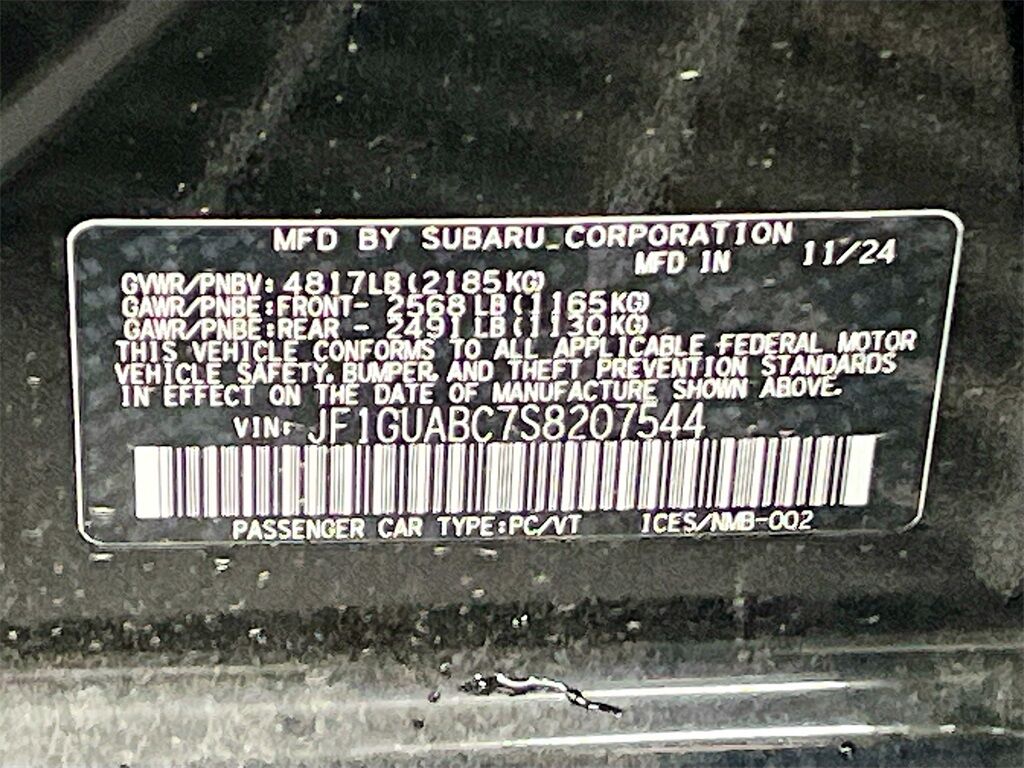 MFD BY SUBARU CORPORATION
MFD IN 11/24
GVWR/PNBV: 4817LB(2185KG)
GAWR/PNBE:FRONT- 2568LB(1165KG)
GAWR/PNBE:REAR - 2491LB(1130KG)
THIS VEHICLE CONFORMS TO ALL APPLICABLE FEDERAL MOTOR
VEHICLE SAFETY, BUMPER, AND THEFT PREVENTION STANDARDS
IN EFFECT ON THE DATE OF MANUFACTURE SHOWN ABOVE.
VIN: JF1GUABC7S8207544
PASSENGER CAR TYPE:PC/VT ICES/NMB-002